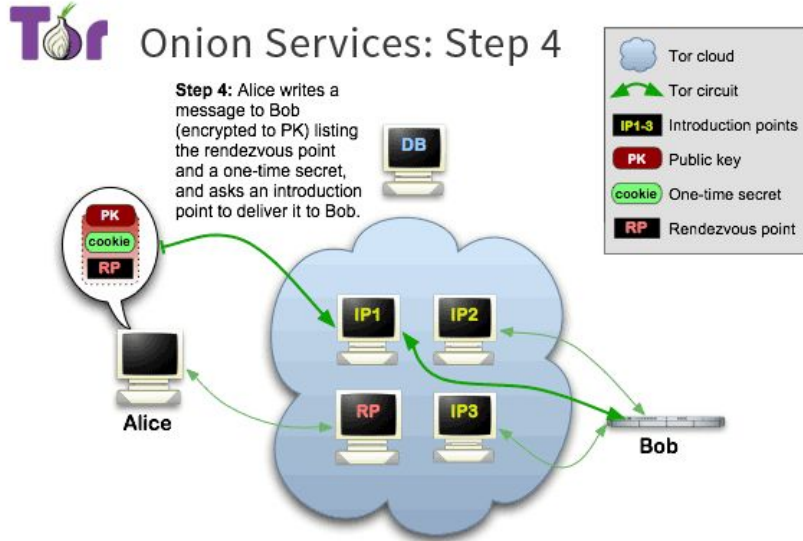 Tor
Onion Services: Step 4
Step 4: Alice writes a
message to Bob
(encrypted to PK) listing
the rendezvous point
and a one-time secret,
and asks an introduction
point to deliver it to Bob.
DB
Tor cloud
Tor circuit
IP1-3 Introduction points
PK Public key
cookie One-time secret
RP Rendezvous point
PK
cookie
RP
IP1 IP2
RP IP3
Alice
Bob